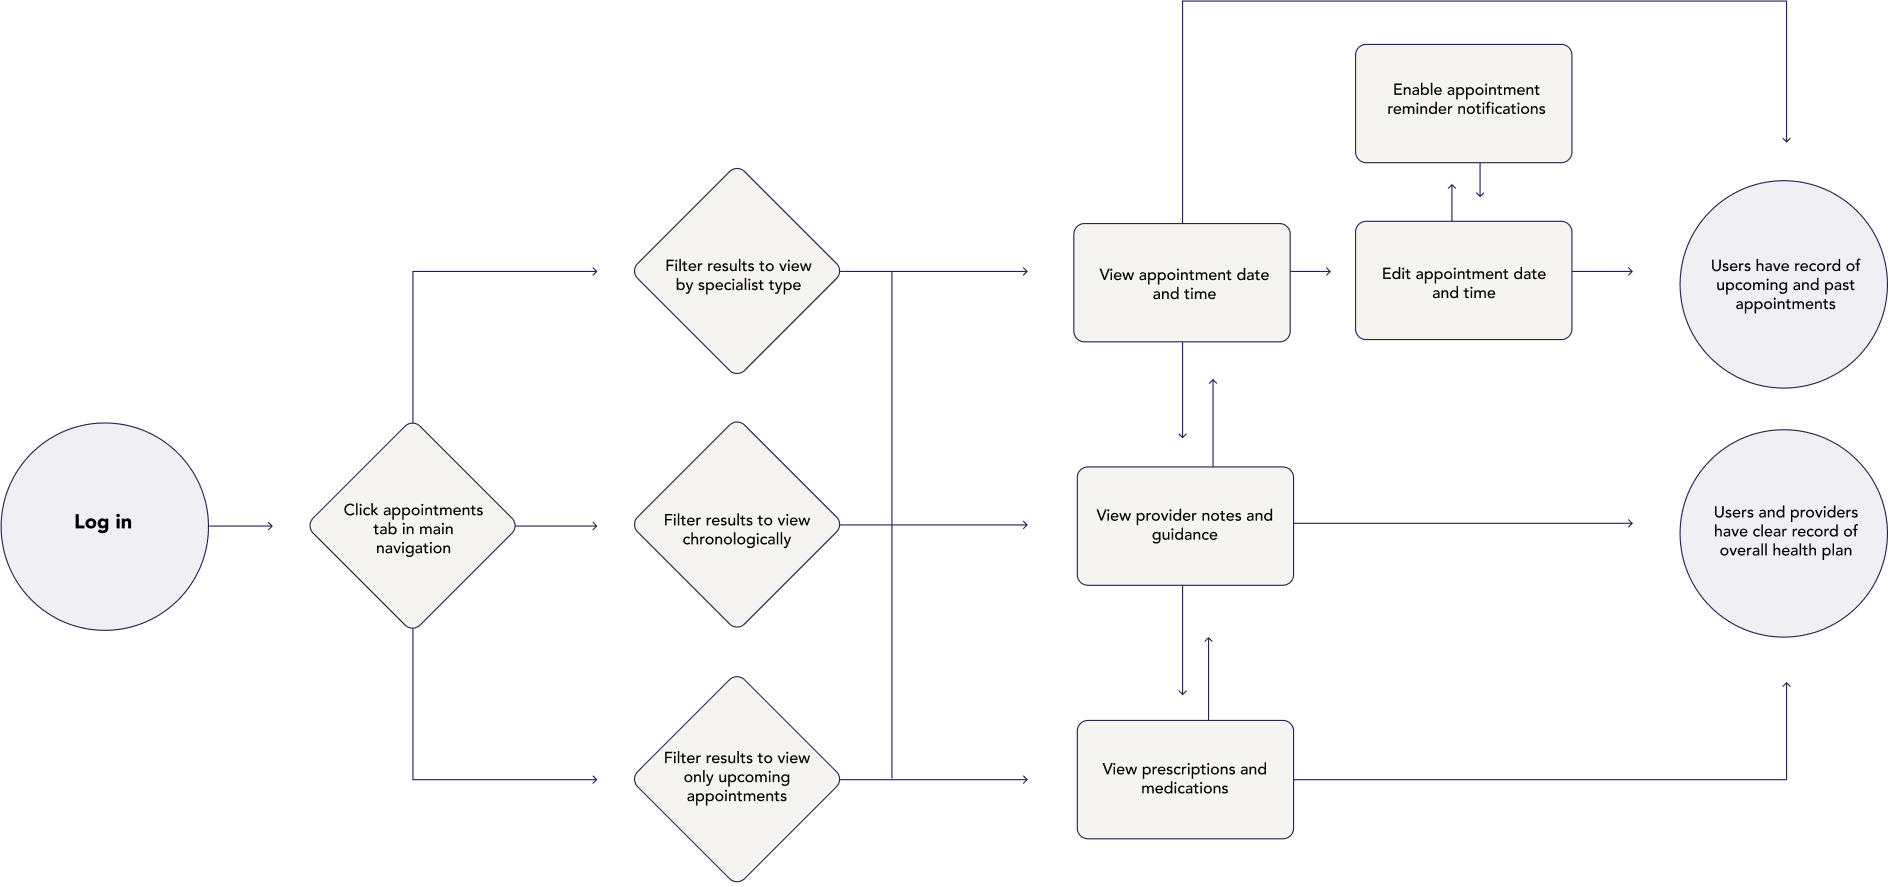 Log in
Click appointments
tab in main
navigation
Filter results to view
by specialist type
Filter results to view
chronologically
Filter results to view
only upcoming
appointments
View appointment date
and time
View provider notes and
guidance
View prescriptions and
medications
Enable appointment
reminder notifications
Edit appointment date
and time
Users have record of
upcoming and past
appointments
Users and providers
have clear record of
overall health plan